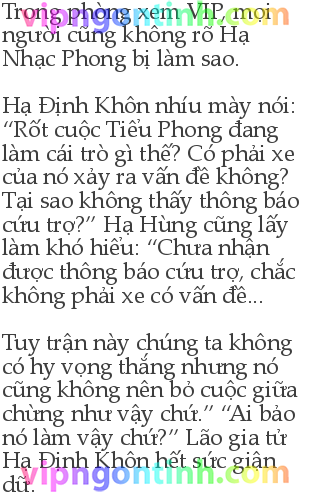 Trong phòng xem VIP, mọi
người cũng không rõ Hạ
Nhạc Phong bị làm sao.
Hạ Định Khôn nhíu mày nói:
“Rốt cuộc Tiểu Phong đang
làm cái trò gì thế? Có phải xe
của nó xảy ra vấn đề không?
Tại sao không thấy thông báo
cứu trợ?” Hạ Hùng cũng lấy
làm khó hiểu: “Chưa nhận
được thông báo cứu trợ, chắc
không phải xe có vấn đề...
Tuy trận này chúng ta không
có hy vọng thắng nhưng nó
cũng không nên bỏ cuộc giữa
chừng như vậy chứ.” “Ai bảo
nó làm vậy chứ?” Lão gia tử
Hạ Định Khôn hết sức giận
dữ.
vipngontinh.com
vipngontinh.com